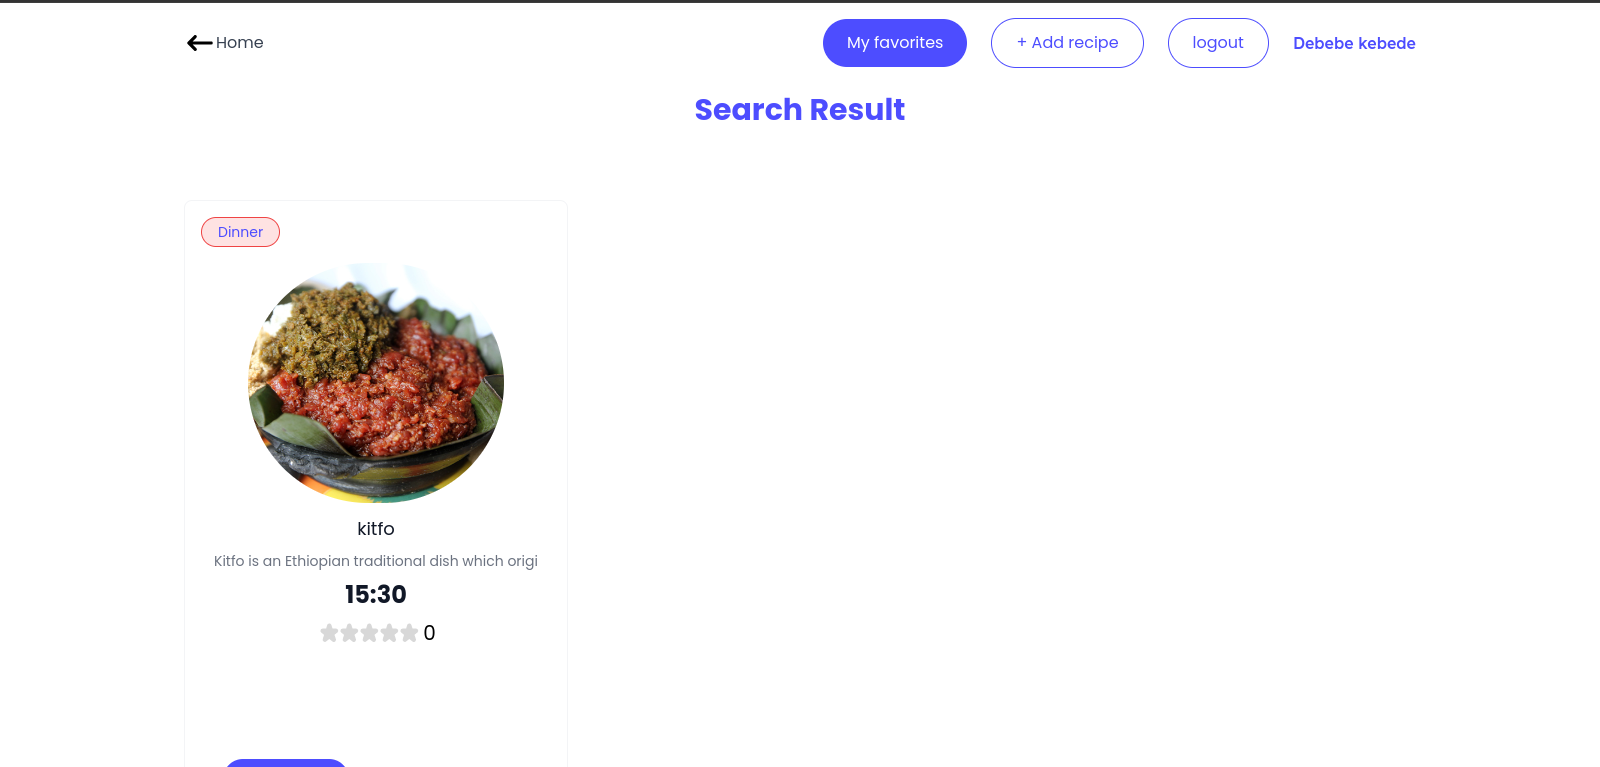 Home
My favorites
+ Add recipe
logout
Debebe kebede
Search Result
Dinner
kitfo
Kitfo is an Ethiopian traditional dish which origi
15:30
0